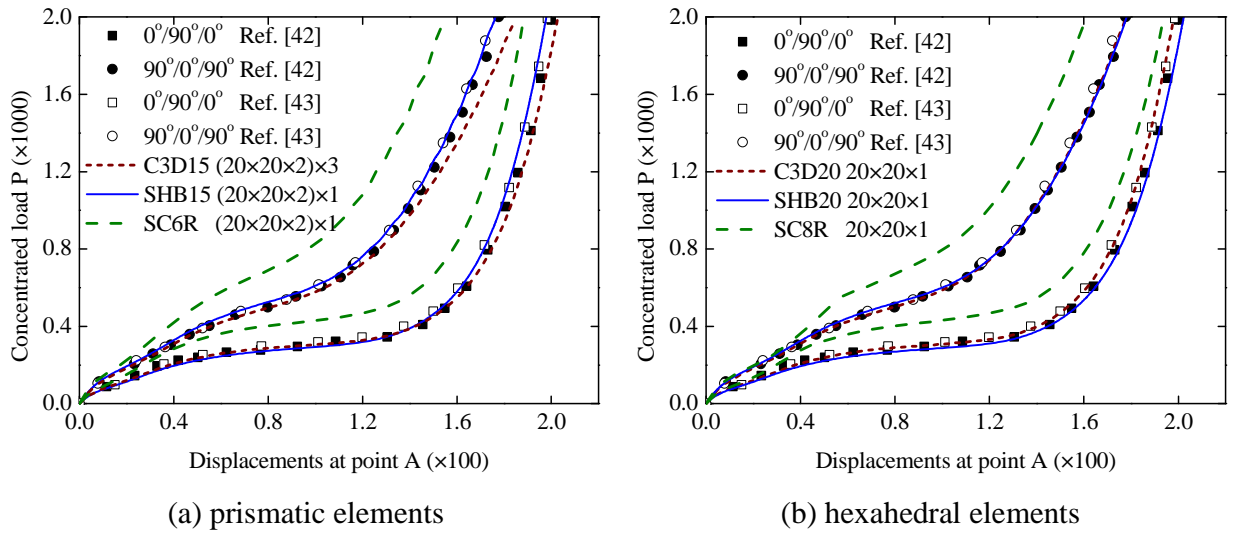 Concentrated load P (×1000)
2.0
1.6
1.2
0.8
0.4
0.0
0°/90°/0° Ref. [42]
90°/0°/90° Ref. [42]
0°/90°/0° Ref. [43]
90°/0°/90° Ref. [43]
C3D15 (20×20×2)×3
SHB15 (20×20×2)×1
SC6R (20×20×2)×1
0.0 0.4 0.8 1.2 1.6 2.0
Displacements at point A (×100)
(a) prismatic elements
Concentrated load P (×1000)
2.0
1.6
1.2
0.8
0.4
0.0
0°/90°/0° Ref. [42]
90°/0°/90° Ref. [42]
0°/90°/0° Ref. [43]
90°/0°/90° Ref. [43]
C3D20 20×20×1
SHB20 20×20×1
SC8R 20×20×1
0.0 0.4 0.8 1.2 1.6 2.0
Displacements at point A (×100)
(b) hexahedral elements